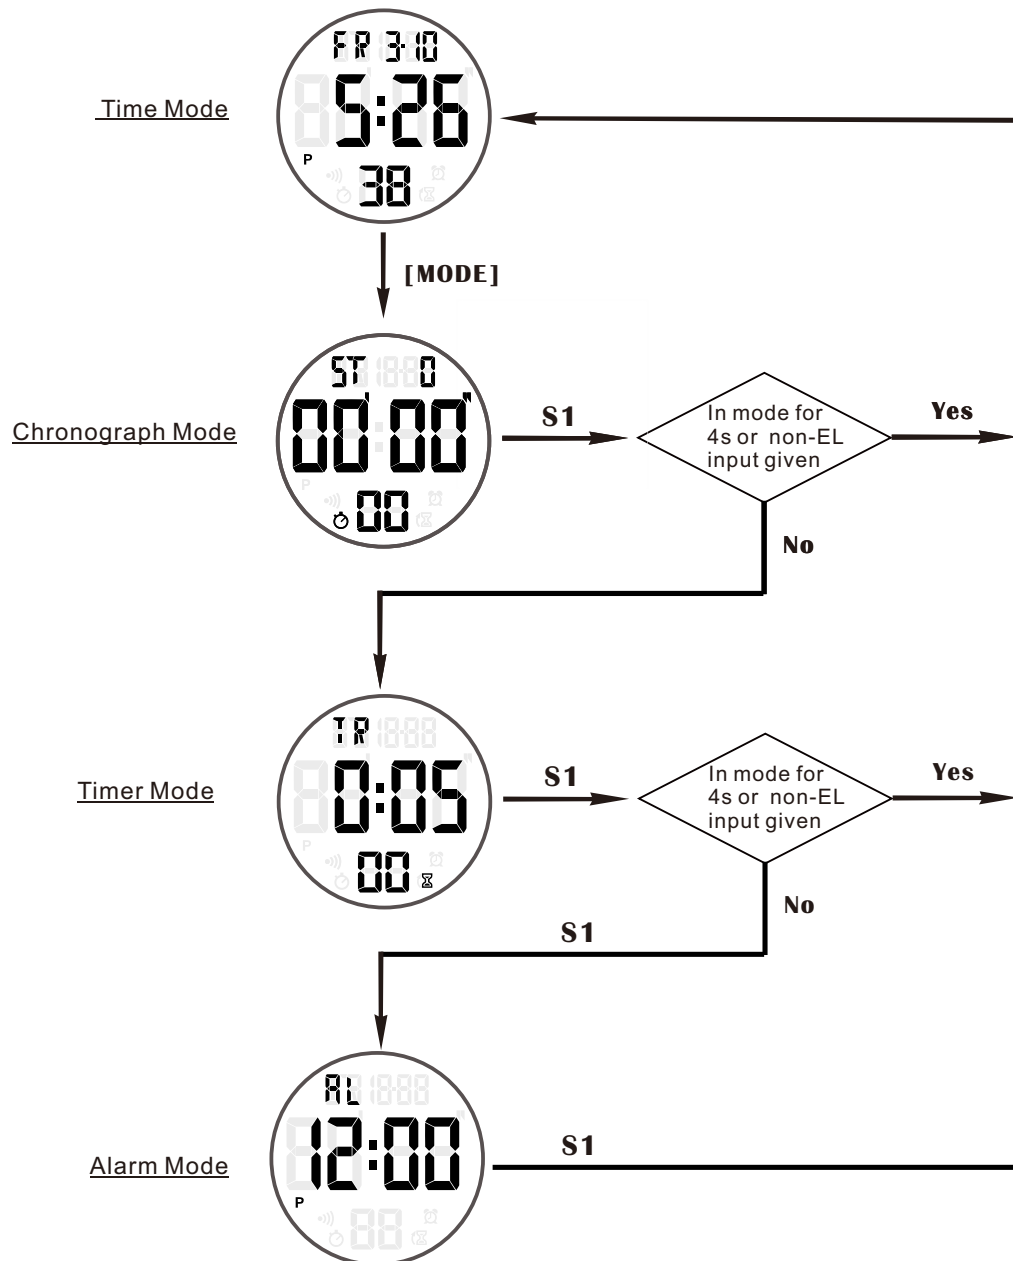 FR 3-10
Time Mode
5:26
P
38
[MODE]
ST 0
Chronograph Mode
00'00"
00
S1
In mode for
4s or non-EL
input given
Yes
No
TR
Timer Mode
0:05
00
S1
In mode for
4s or non-EL
input given
Yes
No
S1
AL
Alarm Mode
12:00
P
S1